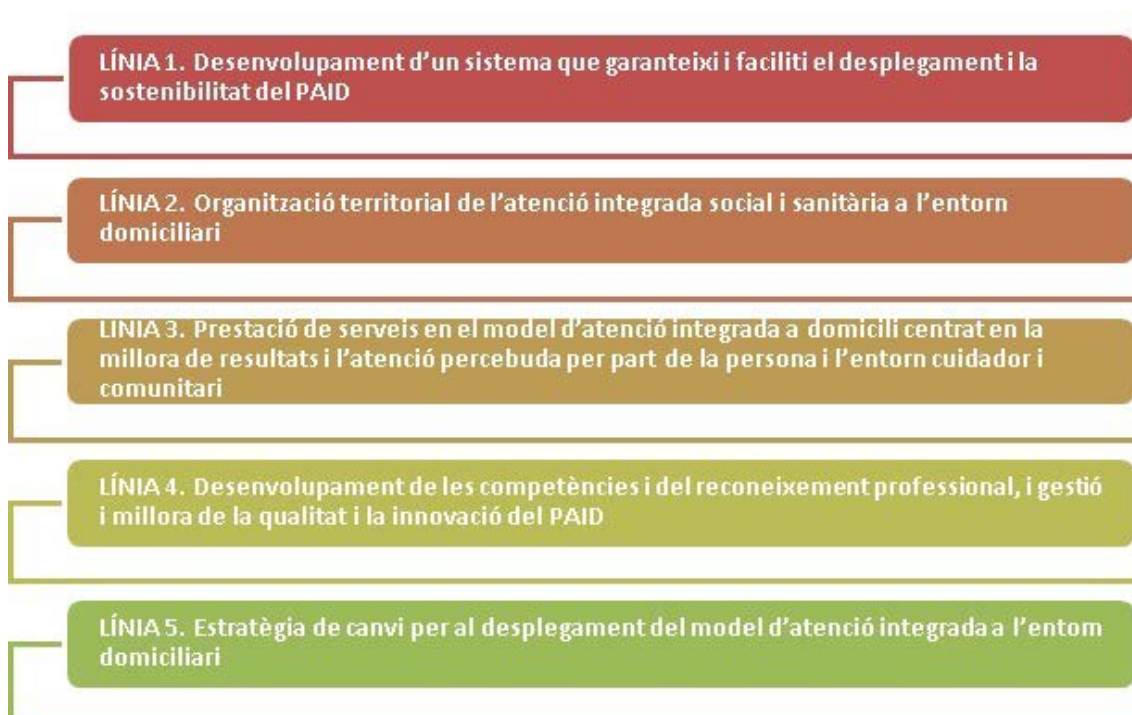 LÍNIA 1. Desenvolupament d'un sistema que garanteixi i faciliti el desplegament i la
sostenibilitat del PAID
LÍNIA 2. Organització territorial de l'atenció integrada social i sanitària a l'entorn
domiciliari
LÍNIA 3. Prestació de serveis en el model d'atenció integrada a domicili centrat en la
millora de resultats i l'atenció percebuda per part de la persona i l'entorn cuidador i
comunitari
LÍNIA 4. Desenvolupament de les competències i del reconeixement professional, i gestió
i millora de la qualitat i la innovació del PAID
LÍNIA 5. Estratègia de canvi per al desplegament del model d'atenció integrada a l'entorn
domiciliari